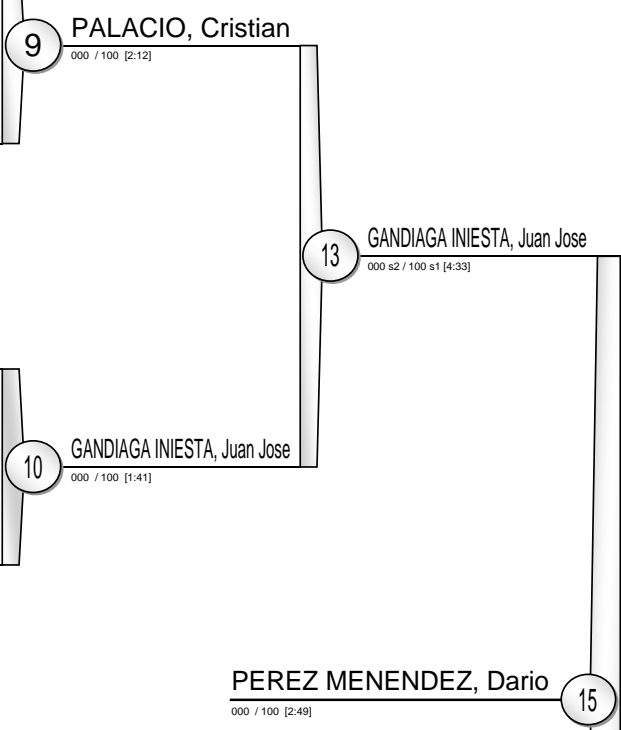 9
PALACIO, Cristian
000 / 100 [2:12]
13
GANDIAGA INIESTA, Juan Jose
000 s2 / 100 s1 [4:33]
10
GANDIAGA INIESTA, Juan Jose
000 / 100 [1:41]
PEREZ MENENDEZ, Dario
000 / 100 [2:49]
15